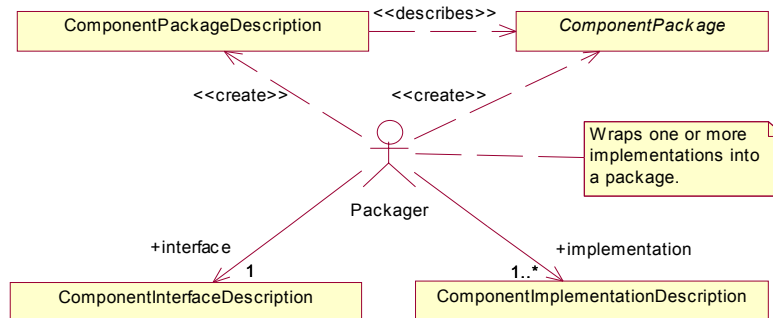 <<describes>>
ComponentPackageDescription
ComponentPackage
<<create>>
<<create>>
Wraps one or more
implementations into
a package.
Packager
+interface
+implementation
1
1..*
ComponentInterfaceDescription
ComponentImplementationDescription